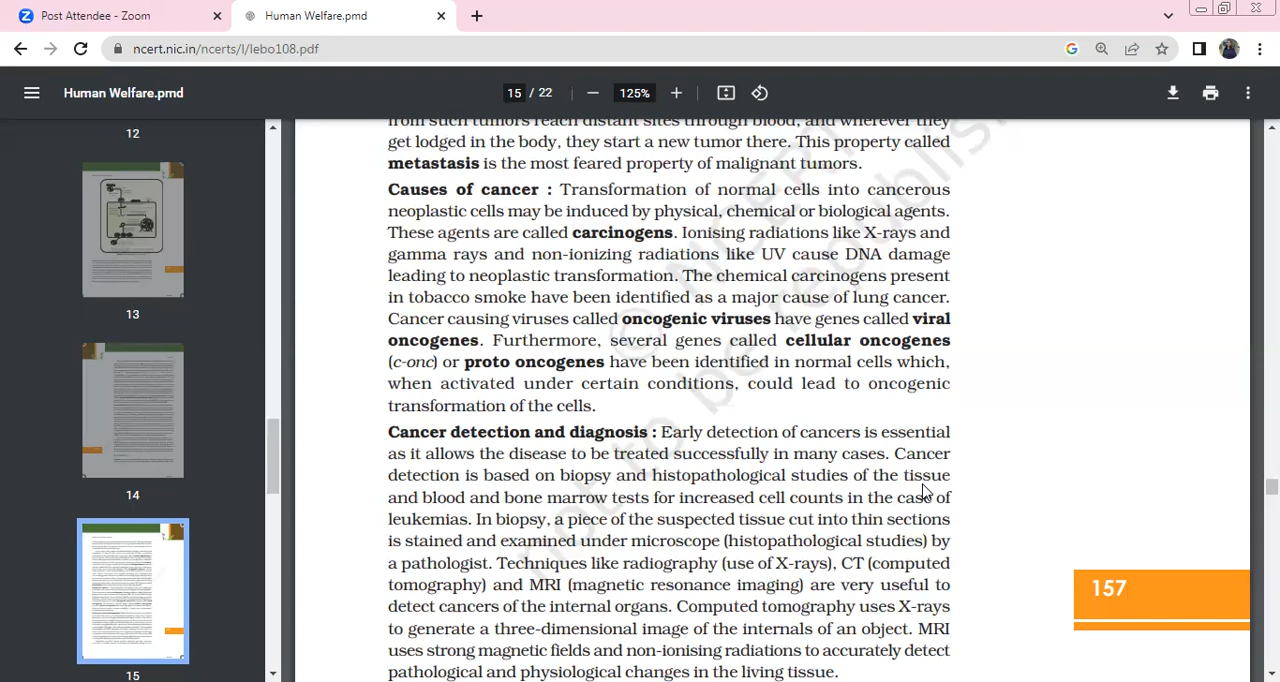 Post Attendee - Zoom
Human Welfare.pmd
ncert.nic.in/ncerts/l/lebo108.pdf
Human Welfare.pmd
15 / 22
125%
12
13
14
15
from such tumors reach distant sites through blood, and wherever they
get lodged in the body, they start a new tumor there. This property called
metastasis is the most feared property of malignant tumors.
Causes of cancer : Transformation of normal cells into cancerous
neoplastic cells may be induced by physical, chemical or biological agents.
These agents are called carcinogens. Ionising radiations like X-rays and
gamma rays and non-ionizing radiations like UV cause DNA damage
leading to neoplastic transformation. The chemical carcinogens present
in tobacco smoke have been identified as a major cause of lung cancer.
Cancer causing viruses called oncogenic viruses have genes called viral
oncogenes. Furthermore, several genes called cellular oncogenes
(c-onc) or proto oncogenes have been identified in normal cells which,
when activated under certain conditions, could lead to oncogenic
transformation of the cells.
Cancer detection and diagnosis : Early detection of cancers is essential
as it allows the disease to be treated successfully in many cases. Cancer
detection is based on biopsy and histopathological studies of the tissue
and blood and bone marrow tests for increased cell counts in the case of
leukemias. In biopsy, a piece of the suspected tissue cut into thin sections
is stained and examined under microscope (histopathological studies) by
a pathologist. Techniques like radiography (use of X-rays), CT (computed
tomography) and MRI (magnetic resonance imaging) are very useful to
detect cancers of the internal organs. Computed tomography uses X-rays
generate a three-dimensional image of the internals of an object. MRI
uses strong magnetic fields and non-ionising radiations to accurately detect
pathological and physiological changes in the living tissue.
157
© NCERT
not to be republis